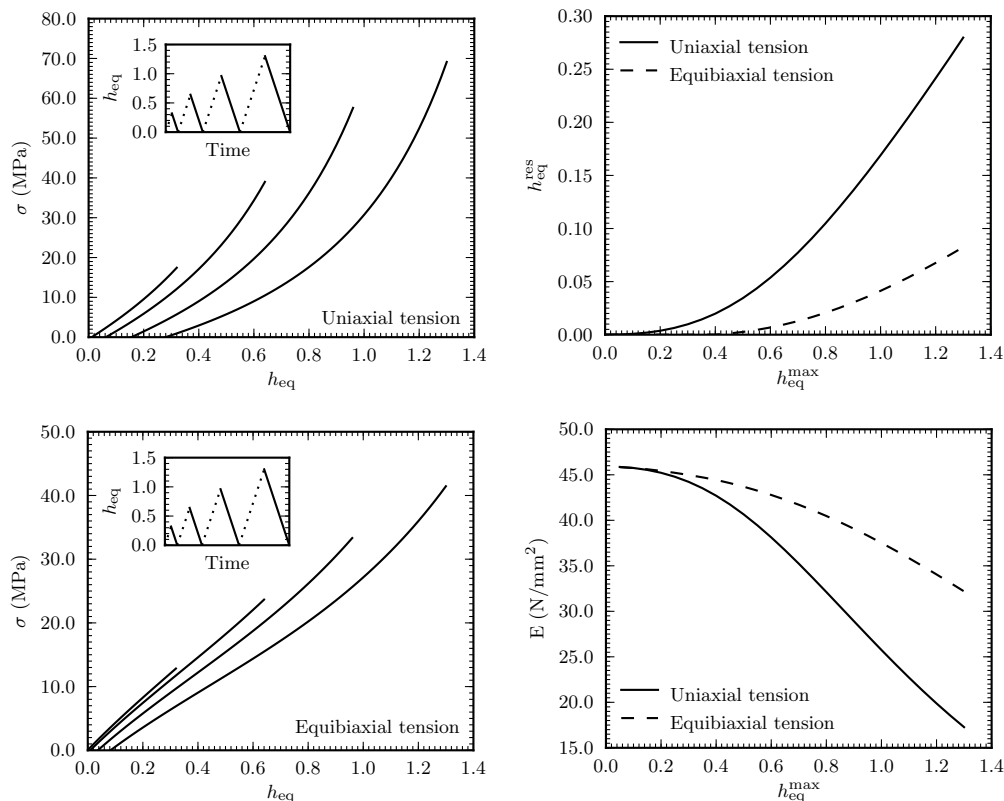 80.0
70.0
60.0
50.0
40.0
30.0
20.0
10.0
0.0
σ (MPa)
0.0 0.2 0.4 0.6 0.8 1.0 1.2 1.4
h_eq
1.5
1.0
0.5
0.0
h_eq
Time
Uniaxial tension
0.30
0.25
0.20
0.15
0.10
0.05
0.00
h_eq^res
Uniaxial tension
Equibiaxial tension
0.0 0.2 0.4 0.6 0.8 1.0 1.2 1.4
h_eq^max
50.0
40.0
30.0
20.0
10.0
0.0
σ (MPa)
0.0 0.2 0.4 0.6 0.8 1.0 1.2 1.4
h_eq
1.5
1.0
0.5
0.0
h_eq
Time
Equibiaxial tension
50.0
45.0
40.0
35.0
30.0
25.0
20.0
15.0
E (N/mm²)
Uniaxial tension
Equibiaxial tension
0.0 0.2 0.4 0.6 0.8 1.0 1.2 1.4
h_eq^max